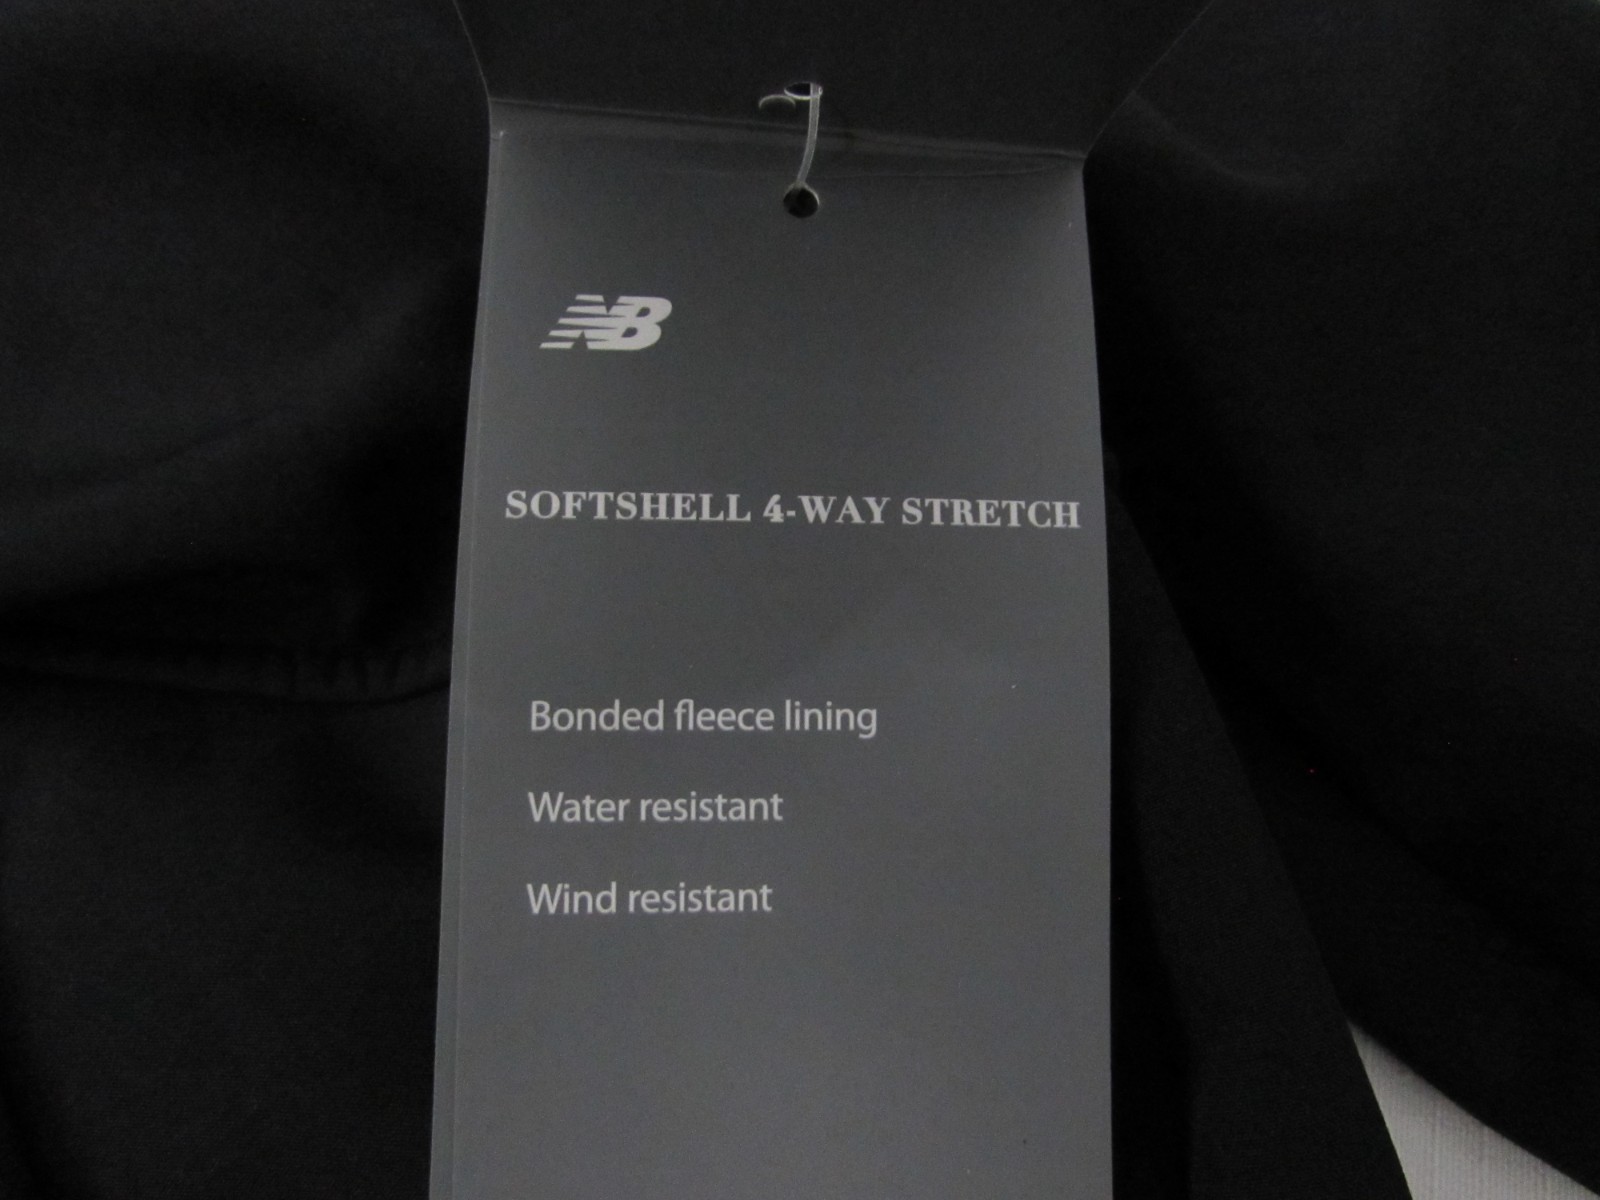 NB
SOFTSHELL 4-WAY STRETCH
Bonded fleece lining
Water resistant
Wind resistant